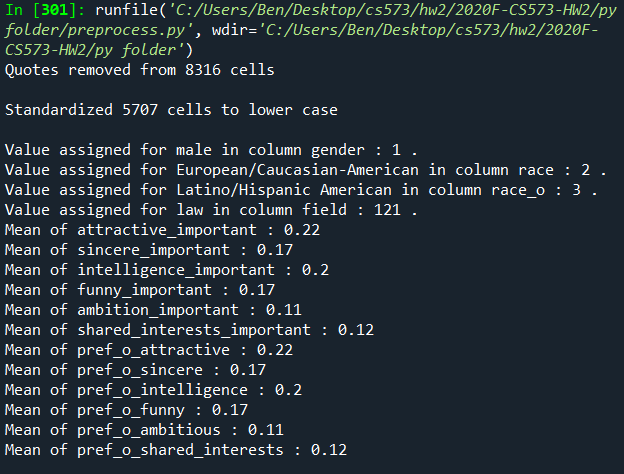 In [301]: runfile('C:/Users/Ben/Desktop/cs573/hw2/2020F-CS573-HW2/py
folder/preprocess.py', wdir='C:/Users/Ben/Desktop/cs573/hw2/2020F-
CS573-HW2/py folder')
Quotes removed from 8316 cells
Standardized 5707 cells to lower case
Value assigned for male in column gender : 1 .
Value assigned for European/Caucasian-American in column race : 2 .
Value assigned for Latino/Hispanic American in column race_o : 3 .
Value assigned for law in column field : 121 .
Mean of attractive_important : 0.22
Mean of sincere_important : 0.17
Mean of intelligence_important : 0.2
Mean of funny_important : 0.17
Mean of ambition_important : 0.11
Mean of shared_interests_important : 0.12
Mean of pref_o_attractive : 0.22
Mean of pref_o_sincere : 0.17
Mean of pref_o_intelligence : 0.2
Mean of pref_o_funny : 0.17
Mean of pref_o_ambitious : 0.11
Mean of pref_o_shared_interests : 0.12